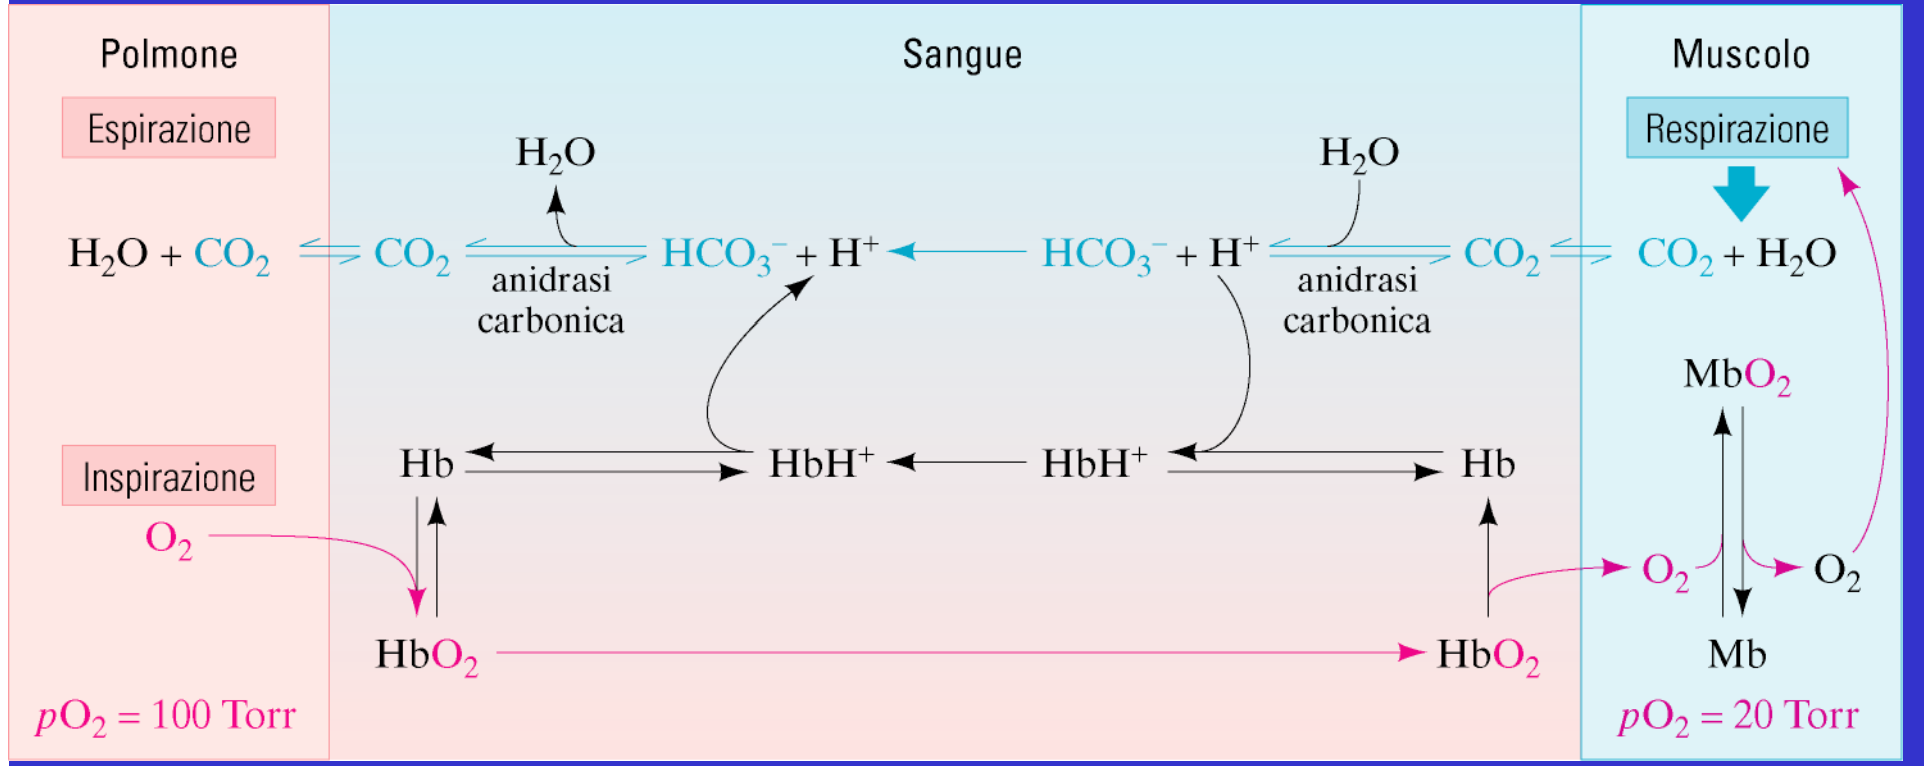 Polmone
Sangue
Muscolo
Espirazione
Respirazione
H₂O
H₂O
H₂O + CO₂
CO₂
HCO₃⁻ + H⁺
HCO₃⁻ + H⁺
CO₂
CO₂ + H₂O
anidrasi
carbonica
anidrasi
carbonica
MbO₂
Inspirazione
Hb
HbH⁺
HbH⁺
Hb
O₂
O₂
O₂
HbO₂
HbO₂
Mb
pO₂ = 100 Torr
pO₂ = 20 Torr